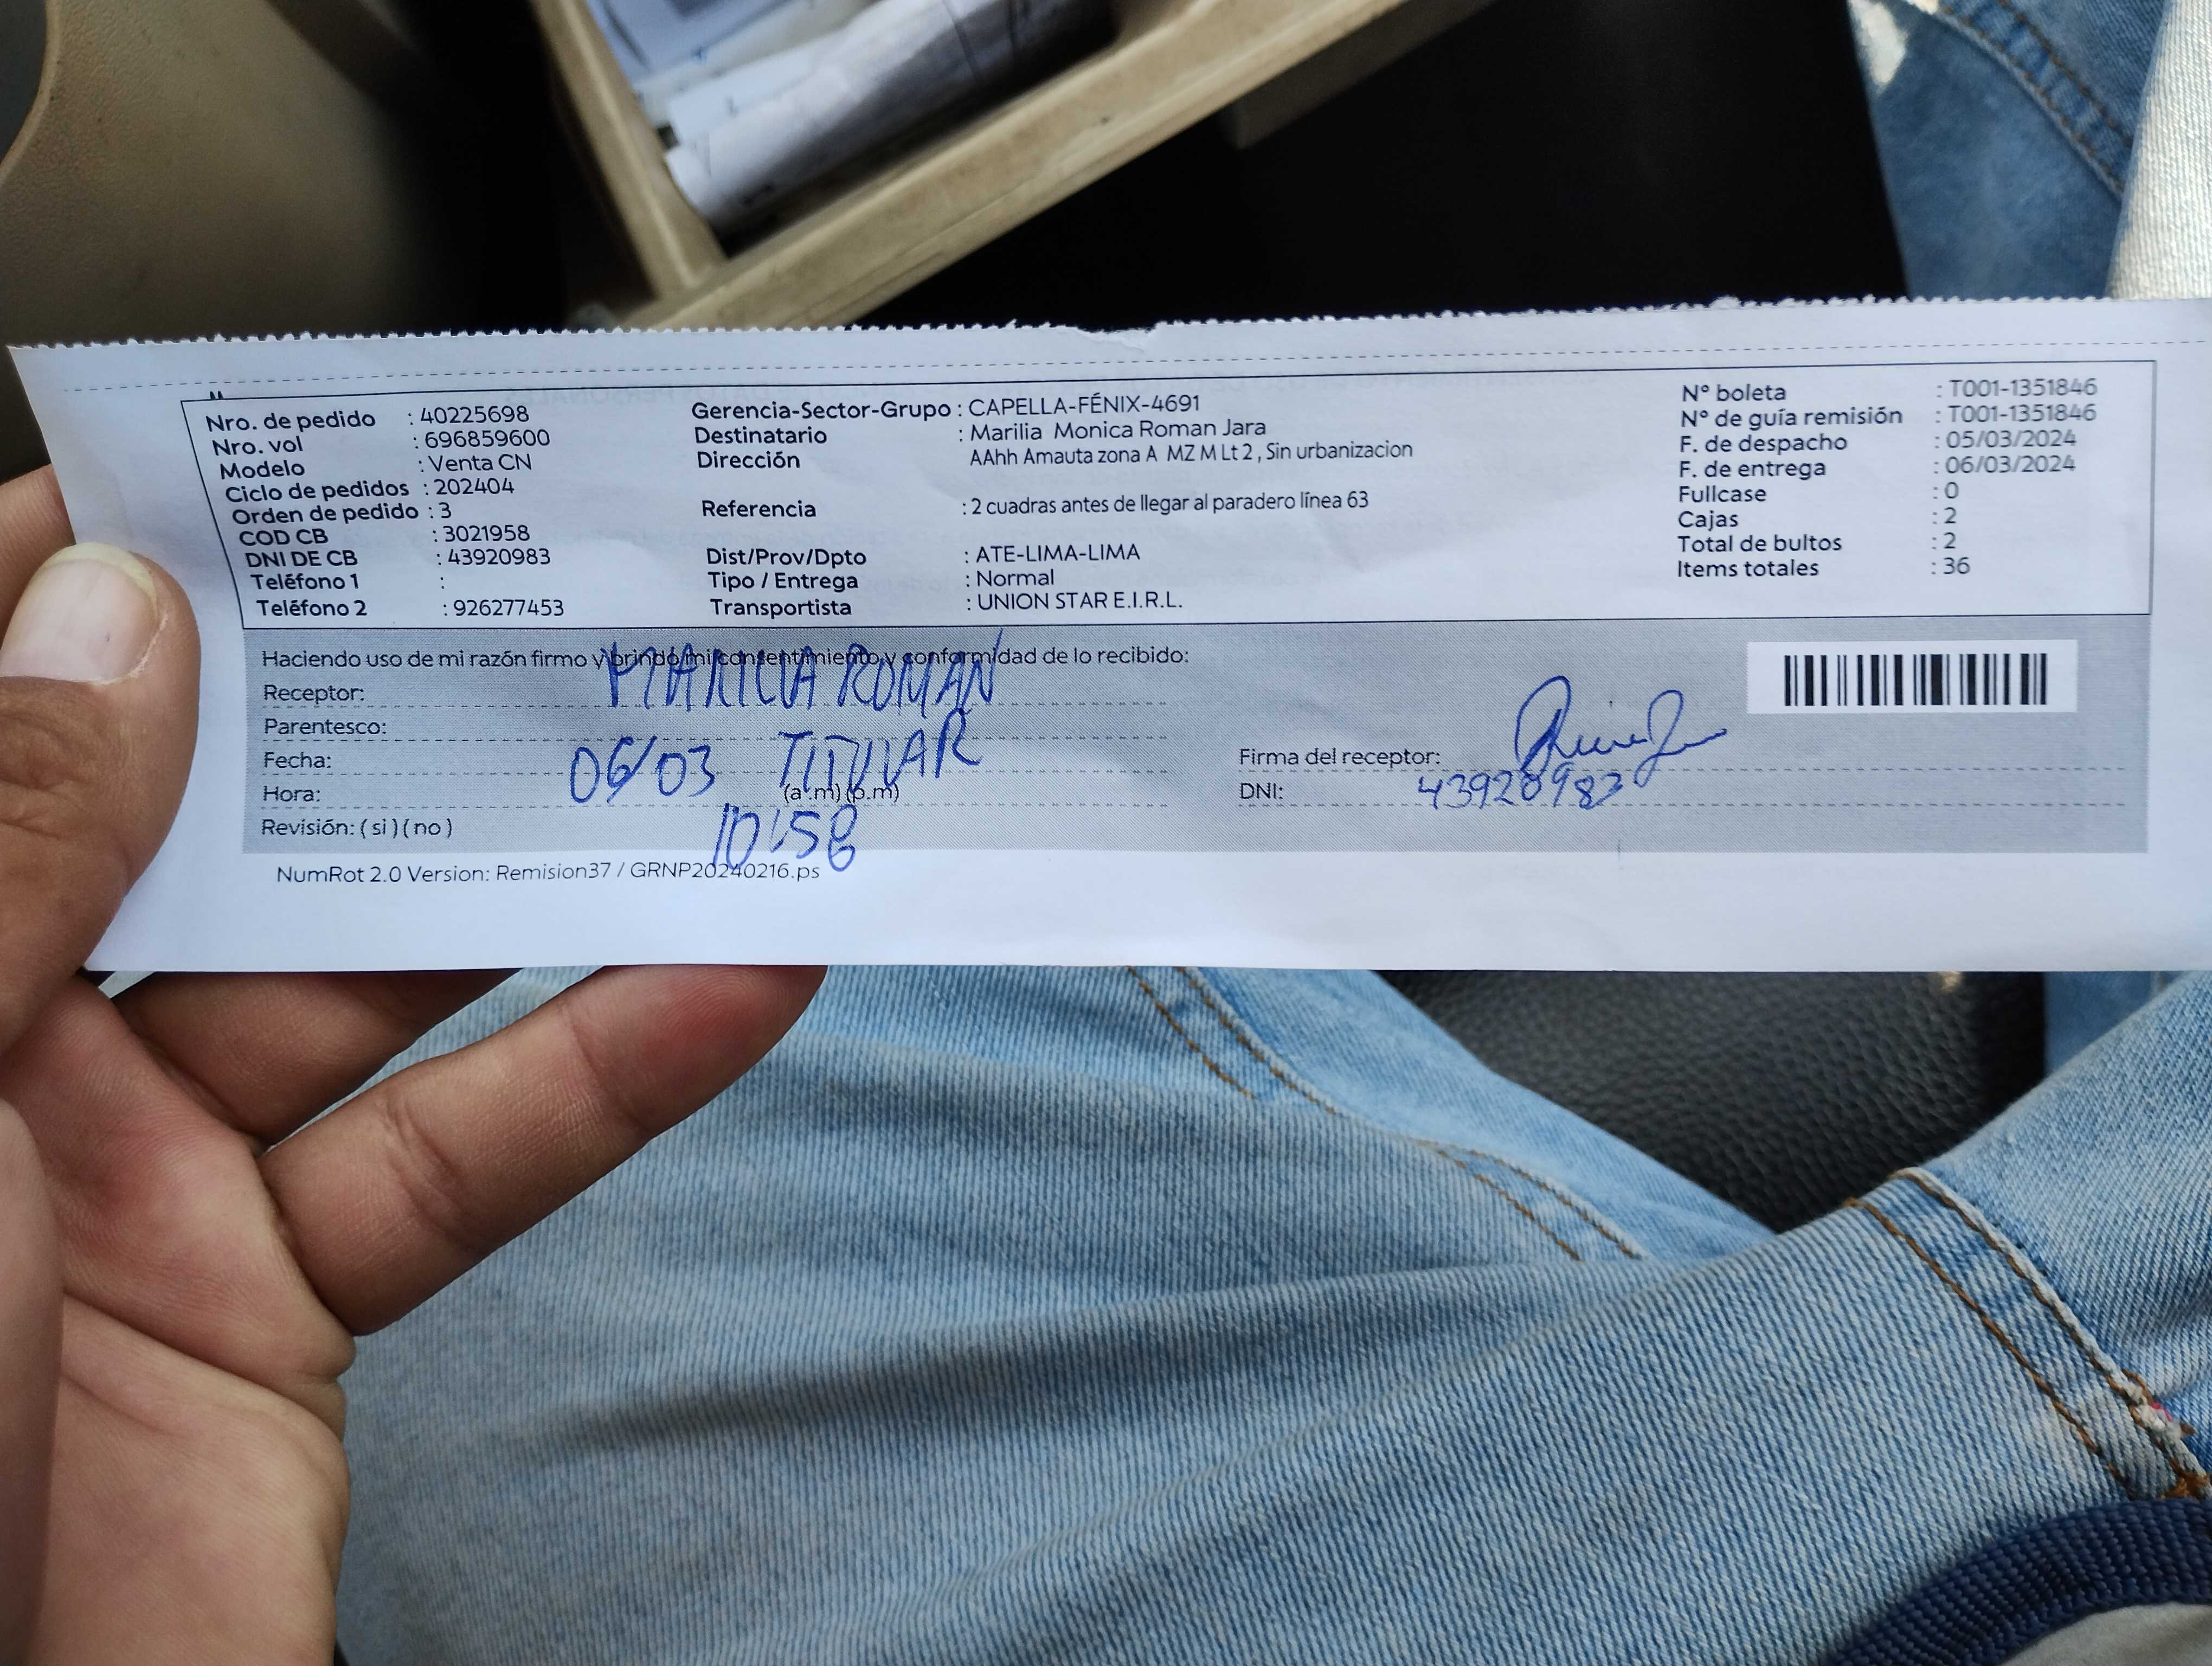 Nro. de pedido : 40225698
Nro. vol : 696859600
Modelo : Venta CN
Ciclo de pedidos : 202404
Orden de pedido : 3
COD CB : 3021958
DNI DE CB : 43920983
Teléfono 1 :
Teléfono 2 : 926277453
Gerencia-Sector-Grupo : CAPELLA-FÉNIX-4691
Destinatario : Marilia Monica Roman Jara
Dirección AAhh Amauta zona A MZ M Lt 2 , Sin urbanizacion
Referencia : 2 cuadras antes de llegar al paradero línea 63
Dist/Prov/Dpto : ATE-LIMA-LIMA
Tipo / Entrega : Normal
Transportista : UNION STAR E.I.R.L.
N° boleta : T001-1351846
N° de guía remisión : T001-1351846
F. de despacho : 05/03/2024
F. de entrega : 06/03/2024
Fullcase : 0
Cajas : 2
Total de bultos : 2
Items totales : 36
Haciendo uso de mi razón firmo y brindo mi consentimiento y conformidad de lo recibido:
Receptor: MARILIA ROMAN
Parentesco: TITULAR
Fecha: 06/03
Hora: 10:58 (a.m) (p.m)
Revisión: ( si ) ( no )
Firma del receptor:
DNI: 43920983
NumRot 2.0 Version: Remision37 / GRNP20240216.ps